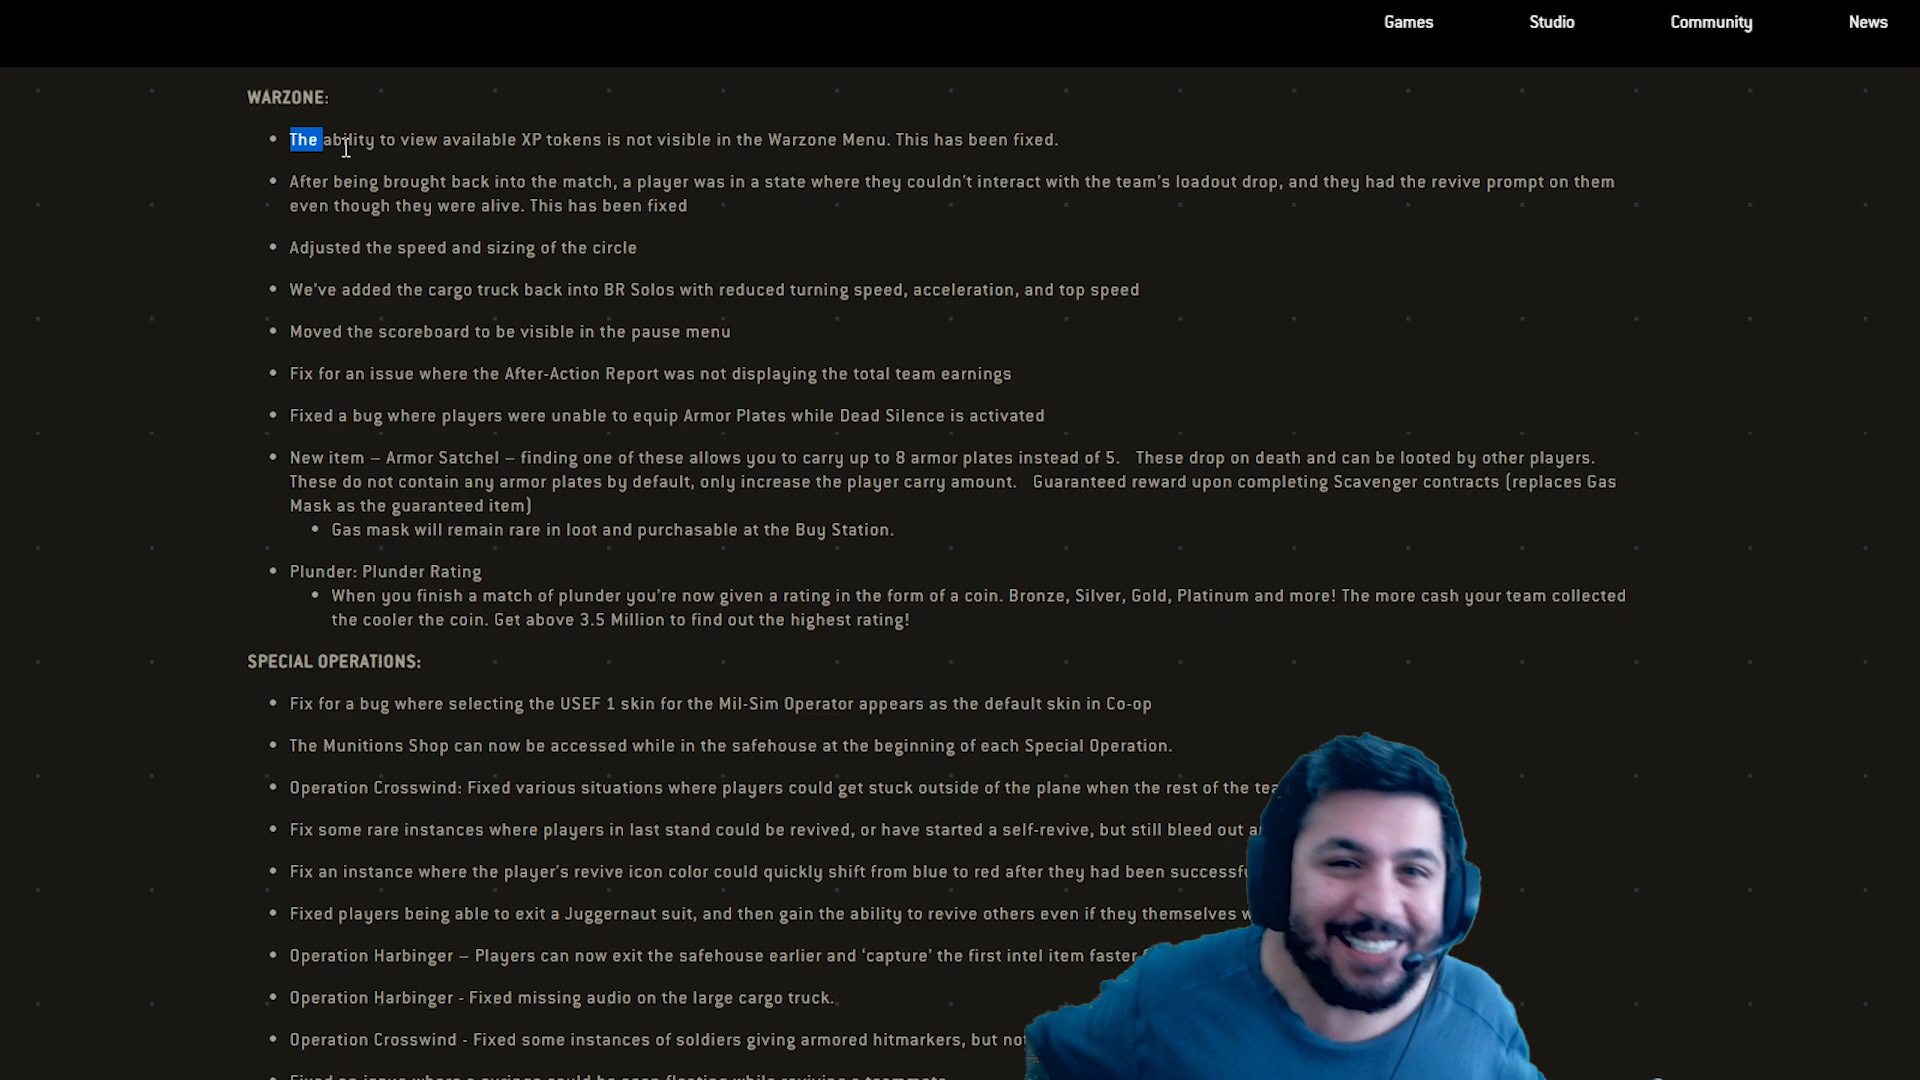 Games Studio Community News
WARZONE:
• The ability to view available XP tokens is not visible in the Warzone Menu. This has been fixed.
• After being brought back into the match, a player was in a state where they couldn't interact with the team's loadout drop, and they had the revive prompt on them
even though they were alive. This has been fixed
• Adjusted the speed and sizing of the circle
• We've added the cargo truck back into BR Solos with reduced turning speed, acceleration, and top speed
• Moved the scoreboard to be visible in the pause menu
• Fix for an issue where the After-Action Report was not displaying the total team earnings
• Fixed a bug where players were unable to equip Armor Plates while Dead Silence is activated
• New item – Armor Satchel – finding one of these allows you to carry up to 8 armor plates instead of 5. These drop on death and can be looted by other players.
These do not contain any armor plates by default, only increase the player carry amount. Guaranteed reward upon completing Scavenger contracts (replaces Gas
Mask as the guaranteed item)
• Gas mask will remain rare in loot and purchasable at the Buy Station.
• Plunder: Plunder Rating
• When you finish a match of plunder you're now given a rating in the form of a coin. Bronze, Silver, Gold, Platinum and more! The more cash your team collected
the cooler the coin. Get above 3.5 Million to find out the highest rating!
SPECIAL OPERATIONS:
• Fix for a bug where selecting the USEF 1 skin for the Mil-Sim Operator appears as the default skin in Co-op
• The Munitions Shop can now be accessed while in the safehouse at the beginning of each Special Operation.
• Operation Crosswind: Fixed various situations where players could get stuck outside of the plane when the rest of the
• Fix some rare instances where players in last stand could be revived, or have started a self-revive, but still bleed out
• Fix an instance where the player's revive icon color could quickly shift from blue to red after they had been
• Fixed players being able to exit a Juggernaut suit, and then gain the ability to revive others even if they themselves
• Operation Harbinger – Players can now exit the safehouse earlier and 'capture' the first intel item faster
• Operation Harbinger - Fixed missing audio on the large cargo truck.
• Operation Crosswind - Fixed some instances of soldiers giving armored hitmarkers, but